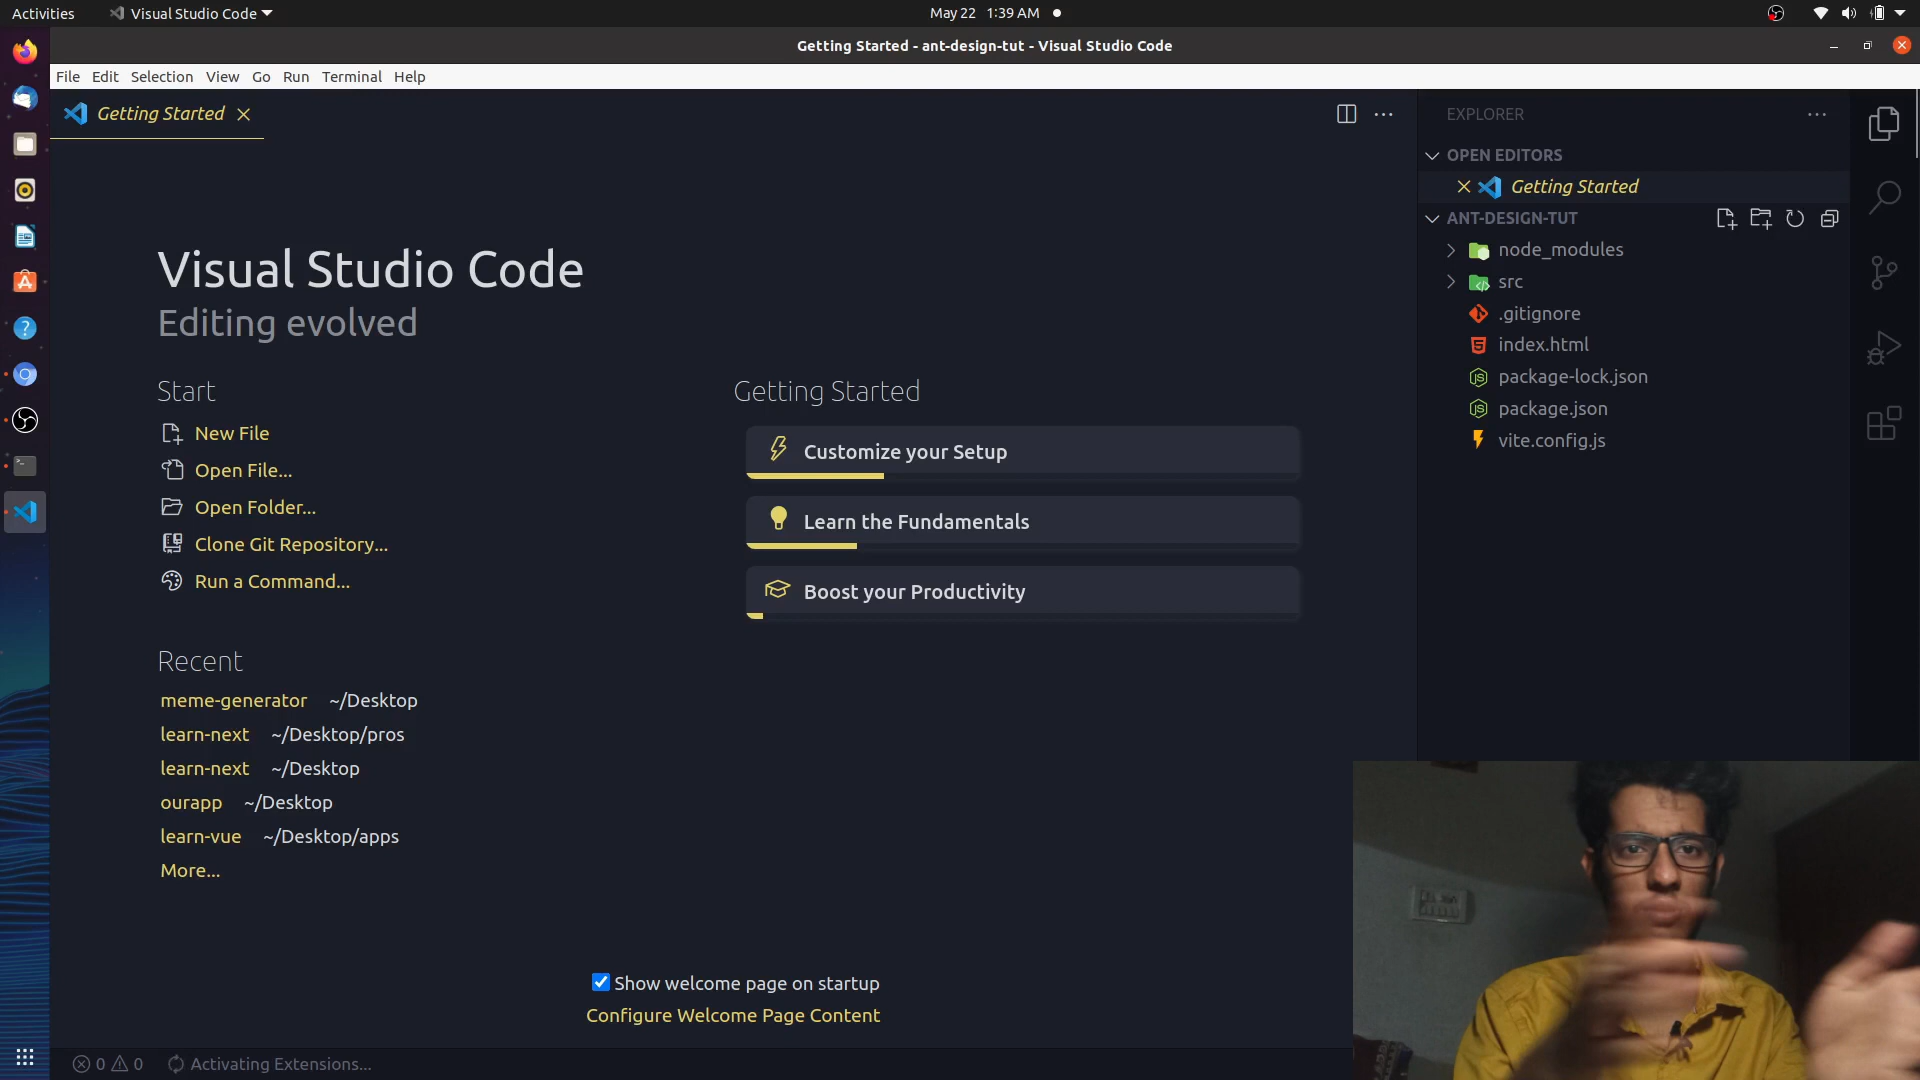 Activities
Visual Studio Code
May 22 1:39 AM
Getting Started - ant-design-tut - Visual Studio Code
File Edit Selection View Go Run Terminal Help
Getting Started
EXPLORER
OPEN EDITORS
Getting Started
ANT-DESIGN-TUT
node_modules
src
.gitignore
index.html
package-lock.json
package.json
vite.config.js
Visual Studio Code
Editing evolved
Start
New File
Open File...
Open Folder...
Clone Git Repository...
Run a Command...
Getting Started
Customize your Setup
Learn the Fundamentals
Boost your Productivity
Recent
meme-generator ~/Desktop
learn-next ~/Desktop/pros
learn-next ~/Desktop
ourapp ~/Desktop
learn-vue ~/Desktop/apps
More...
Show welcome page on startup
Configure Welcome Page Content
0 0 Activating Extensions...